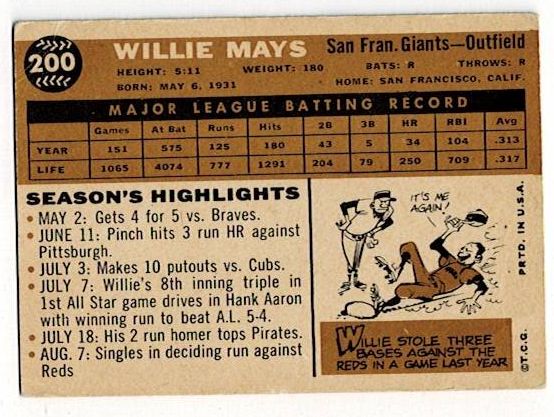 200
WILLIE MAYS San Fran. Giants—Outfield
HEIGHT: 5:11 WEIGHT: 180 BATS: R THROWS: R
BORN: MAY 6, 1931 HOME: SAN FRANCISCO, CALIF.
MAJOR LEAGUE BATTING RECORD
Games At Bat Runs Hits 2B 3B HR RBI Avg
YEAR 151 575 125 180 43 5 34 104 .313
LIFE 1065 4074 777 1291 204 79 250 709 .317
SEASON'S HIGHLIGHTS
• MAY 2: Gets 4 for 5 vs. Braves.
• JUNE 11: Pinch hits 3 run HR against
Pittsburgh.
• JULY 3: Makes 10 putouts vs. Cubs.
• JULY 7: Willie's 8th inning triple in
1st All Star game drives in Hank Aaron
with winning run to beat A.L. 5-4.
• JULY 18: His 2 run homer tops Pirates.
• AUG. 7: Singles in deciding run against
Reds
IT'S ME
AGAIN!
WILLIE STOLE THREE
BASES AGAINST THE
REDS IN A GAME LAST YEAR
©T.C.G. PRTD. IN U.S.A.